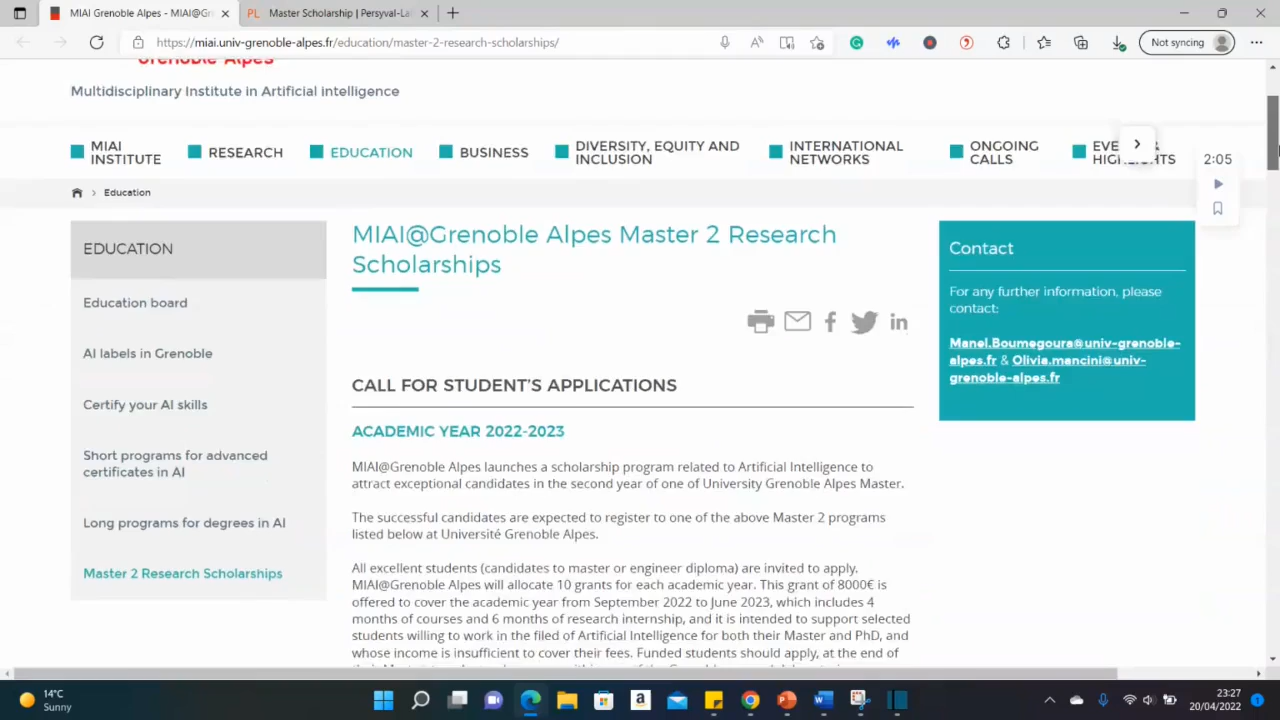 MIAI Grenoble Alpes - MIAI@Gren
Master Scholarship | Persyval-La
https://miai.univ-grenoble-alpes.fr/education/master-2-research-scholarships/
Not syncing
Grenoble Alpes
Multidisciplinary Institute in Artificial intelligence
MIAI INSTITUTE
RESEARCH
EDUCATION
BUSINESS
DIVERSITY, EQUITY AND INCLUSION
INTERNATIONAL NETWORKS
ONGOING CALLS
2:05
Education
EDUCATION
Education board
AI labels in Grenoble
Certify your AI skills
Short programs for advanced
certificates in AI
Long programs for degrees in AI
Master 2 Research Scholarships
MIAI@Grenoble Alpes Master 2 Research
Scholarships
CALL FOR STUDENT'S APPLICATIONS
ACADEMIC YEAR 2022-2023
MIAI@Grenoble Alpes launches a scholarship program related to Artificial Intelligence to
attract exceptional candidates in the second year of one of University Grenoble Alpes Master.
The successful candidates are expected to register to one of the above Master 2 programs
listed below at Université Grenoble Alpes.
All excellent students (candidates to master or engineer diploma) are invited to apply.
MIAI@Grenoble Alpes will allocate 10 grants for each academic year. This grant of 8000€ is
offered to cover the academic year from September 2022 to June 2023, which includes 4
months of courses and 6 months of research internship, and it is intended to support selected
students willing to work in the filed of Artificial Intelligence for both their Master and PhD, and
whose income is insufficient to cover their fees. Funded students should apply, at the end of
Contact
For any further information, please
contact:
Manel.Boumegoura@univ-grenoble-
alpes.fr & Olivia.mancini@univ-
grenoble-alpes.fr
14°C
Sunny
23:27
20/04/2022